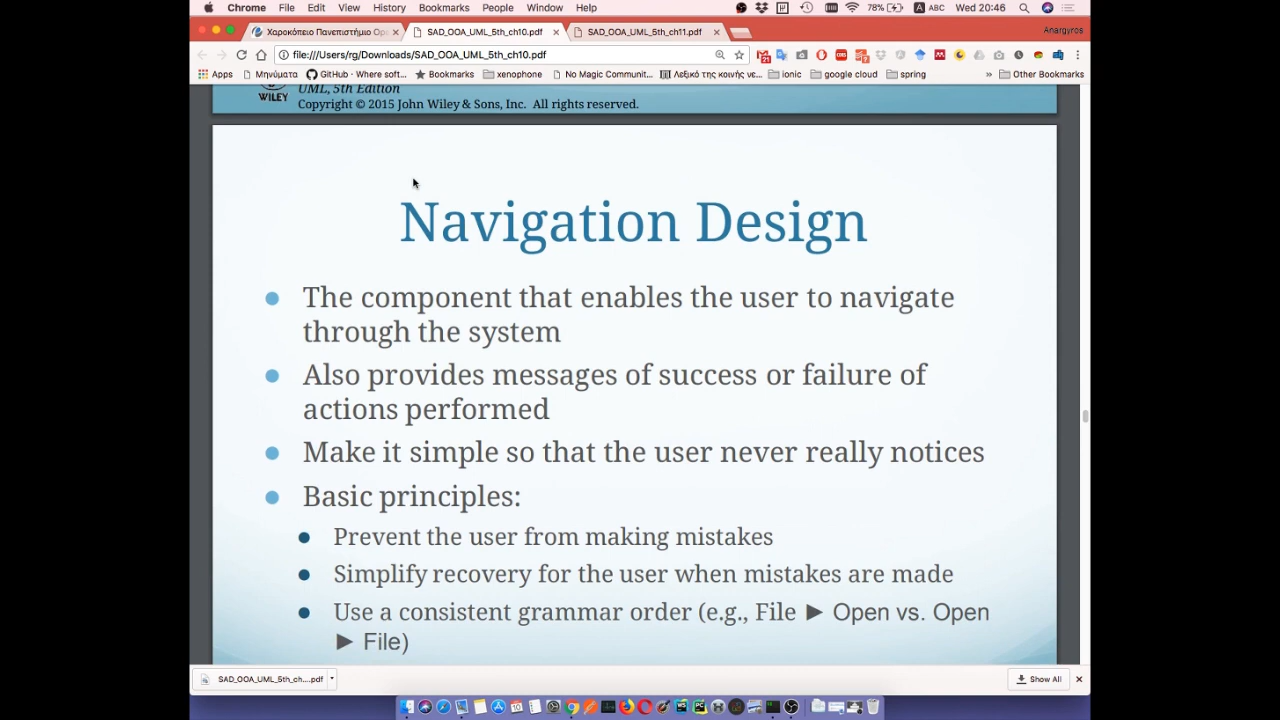 Chrome File Edit View History Bookmarks People Window Help 78% ABC Wed 20:46
Χαροκόπειο Πανεπιστήμιο Ope
SAD_OOA_UML_5th_ch10.pdf
SAD_OOA_UML_5th_ch11.pdf
Anargyros
file:///Users/rg/Downloads/SAD_OOA_UML_5th_ch10.pdf
21
Apps Μηνύματα GitHub · Where soft... Bookmarks xenophone No Magic Communit... Λεξικό της κοινής νε... ionic google cloud spring » Other Bookmarks
WILEY
UML, 5th Edition
Copyright © 2015 John Wiley & Sons, Inc. All rights reserved.
Navigation Design
The component that enables the user to navigate
through the system
Also provides messages of success or failure of
actions performed
Make it simple so that the user never really notices
Basic principles:
Prevent the user from making mistakes
Simplify recovery for the user when mistakes are made
Use a consistent grammar order (e.g., File ► Open vs. Open
► File)
SAD_OOA_UML_5th_ch....pdf
Show All